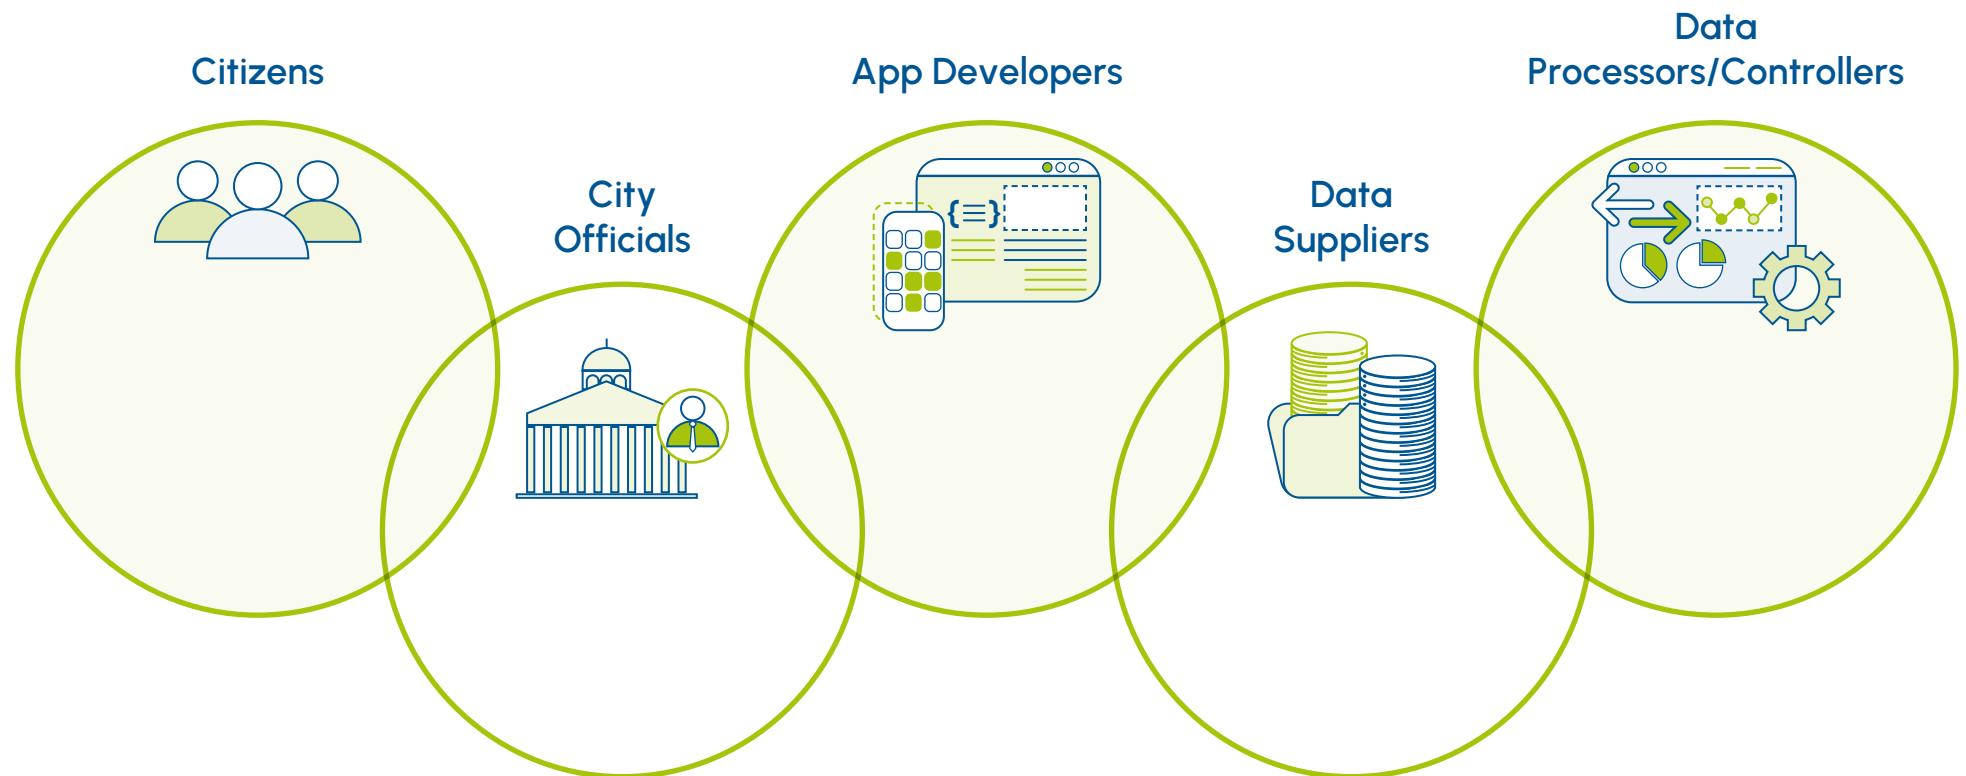 Citizens
City
Officials
App Developers
{=}
Data
Suppliers
Data
Processors/Controllers